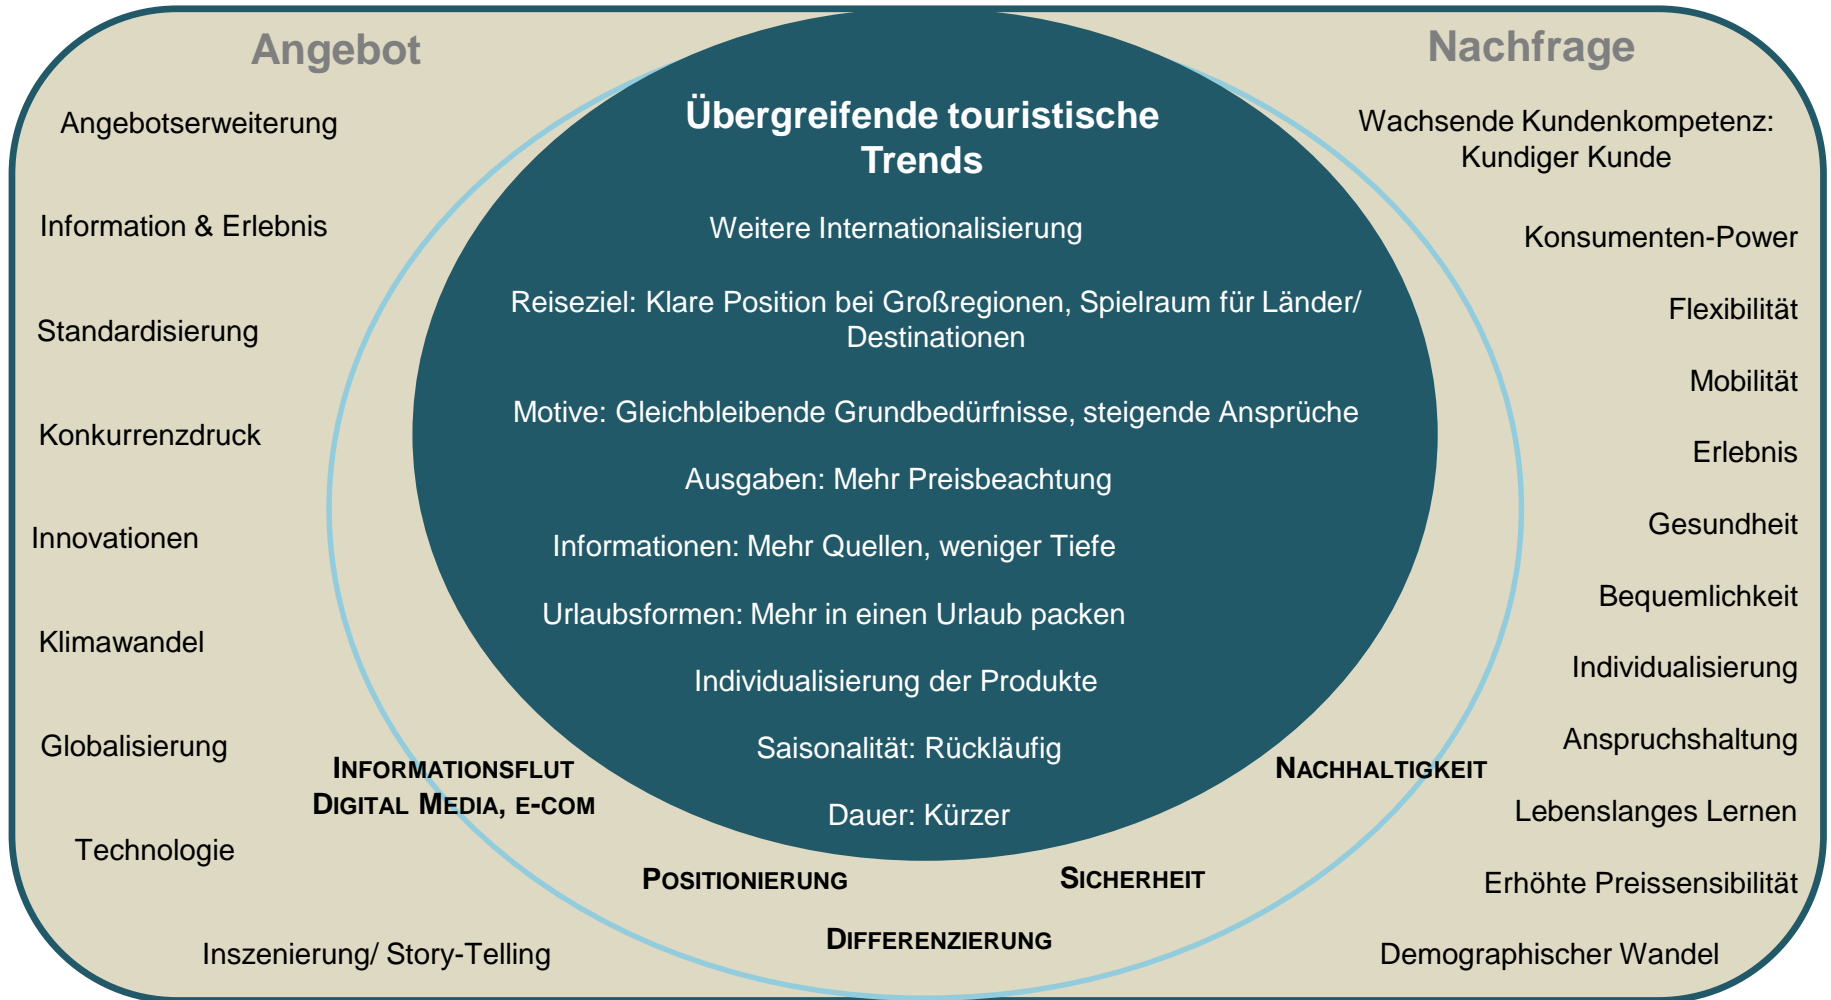 Angebot
Angebotserweiterung
Information & Erlebnis
Standardisierung
Konkurrenzdruck
Innovationen
Klimawandel
Globalisierung
Technologie
Inszenierung/ Story-Telling
Übergreifende touristische
Trends
Weitere Internationalisierung
Reiseziel: Klare Position bei Großregionen, Spielraum für Länder/
Destinationen
Motive: Gleichbleibende Grundbedürfnisse, steigende Ansprüche
Ausgaben: Mehr Preisbeachtung
Informationen: Mehr Quellen, weniger Tiefe
Urlaubsformen: Mehr in einen Urlaub packen
Individualisierung der Produkte
Saisonalität: Rückläufig
Dauer: Kürzer
INFORMATIONSFLUT
DIGITAL MEDIA, E-COM
POSITIONIERUNG
DIFFERENZIERUNG
SICHERHEIT
NACHHALTIGKEIT
Nachfrage
Wachsende Kundenkompetenz:
Kundiger Kunde
Konsumenten-Power
Flexibilität
Mobilität
Erlebnis
Gesundheit
Bequemlichkeit
Individualisierung
Anspruchshaltung
Lebenslanges Lernen
Erhöhte Preissensibilität
Demographischer Wandel